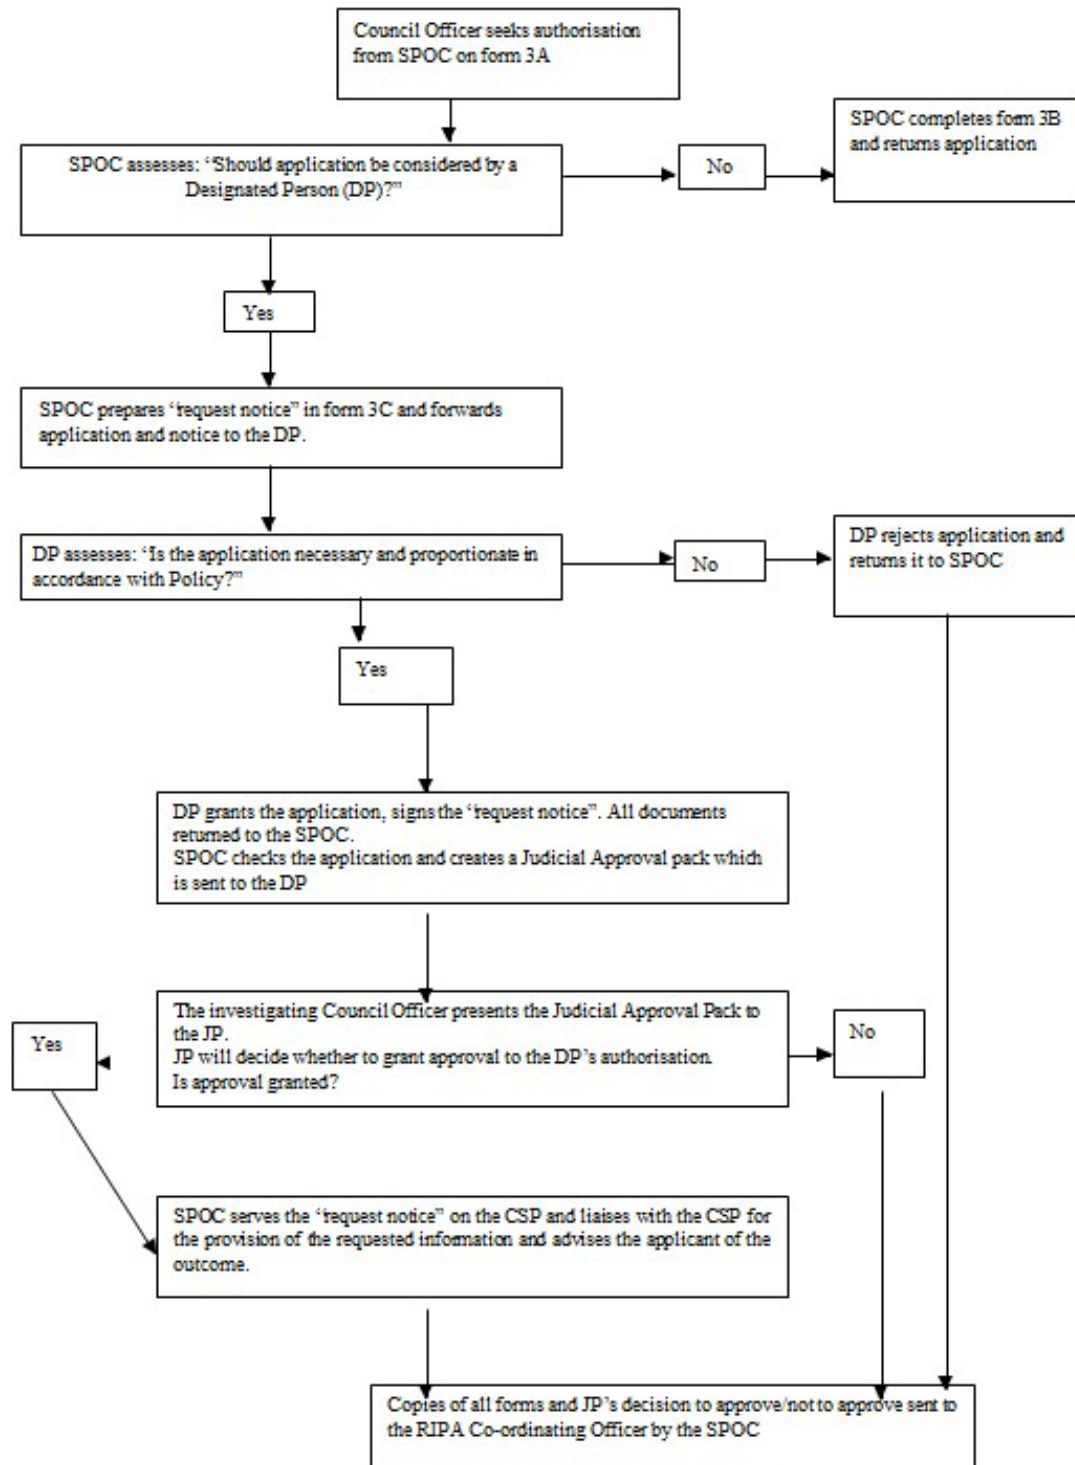 Council Officer seeks authorisation
from SPOC on form 3A
SPOC completes form 3B
and returns application
SPOC assesses: “Should application be considered by a
Designated Person (DP)?”
No
Yes
SPOC prepares “request notice” in form 3C and forwards
application and notice to the DP.
DP assesses: “Is the application necessary and proportionate in
accordance with Policy?”
No
DP rejects application and
returns it to SPOC
Yes
DP grants the application, signs the “request notice”. All documents
returned to the SPOC.
SPOC checks the application and creates a Judicial Approval pack which
is sent to the DP
The investigating Council Officer presents the Judicial Approval Pack to
the JP.
JP will decide whether to grant approval to the DP’s authorisation.
Is approval granted?
Yes
No
SPOC serves the “request notice” on the CSP and liaises with the CSP for
the provision of the requested information and advises the applicant of the
outcome.
Copies of all forms and JP’s decision to approve/not to approve sent to
the RIPA Co-ordinating Officer by the SPOC